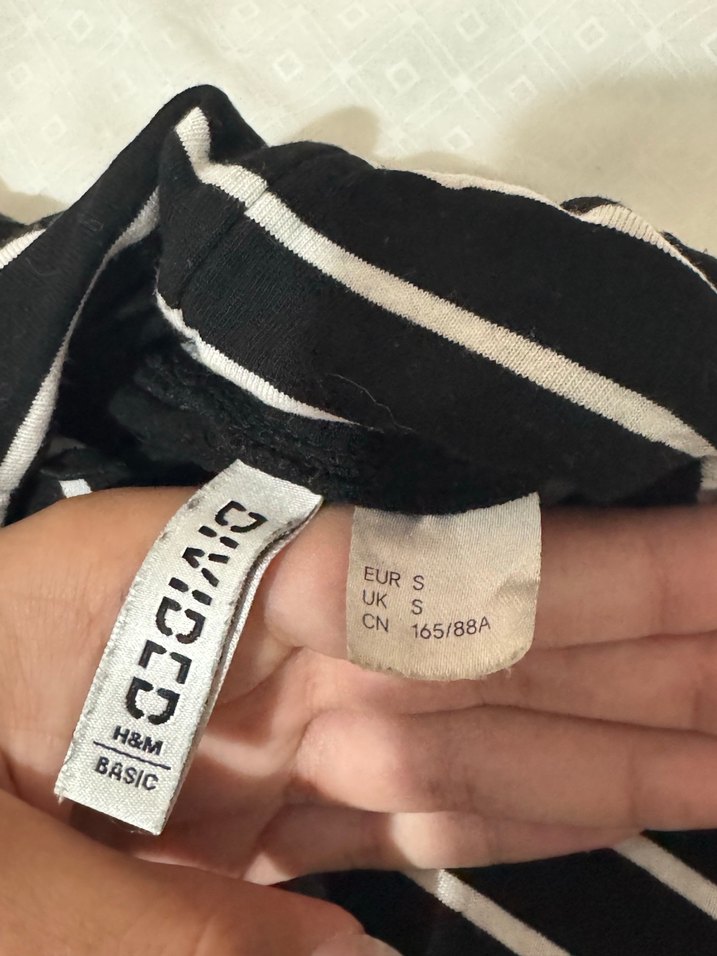 DIVIDED
H&M
BASIC
EUR S
UK S
CN 165/88A